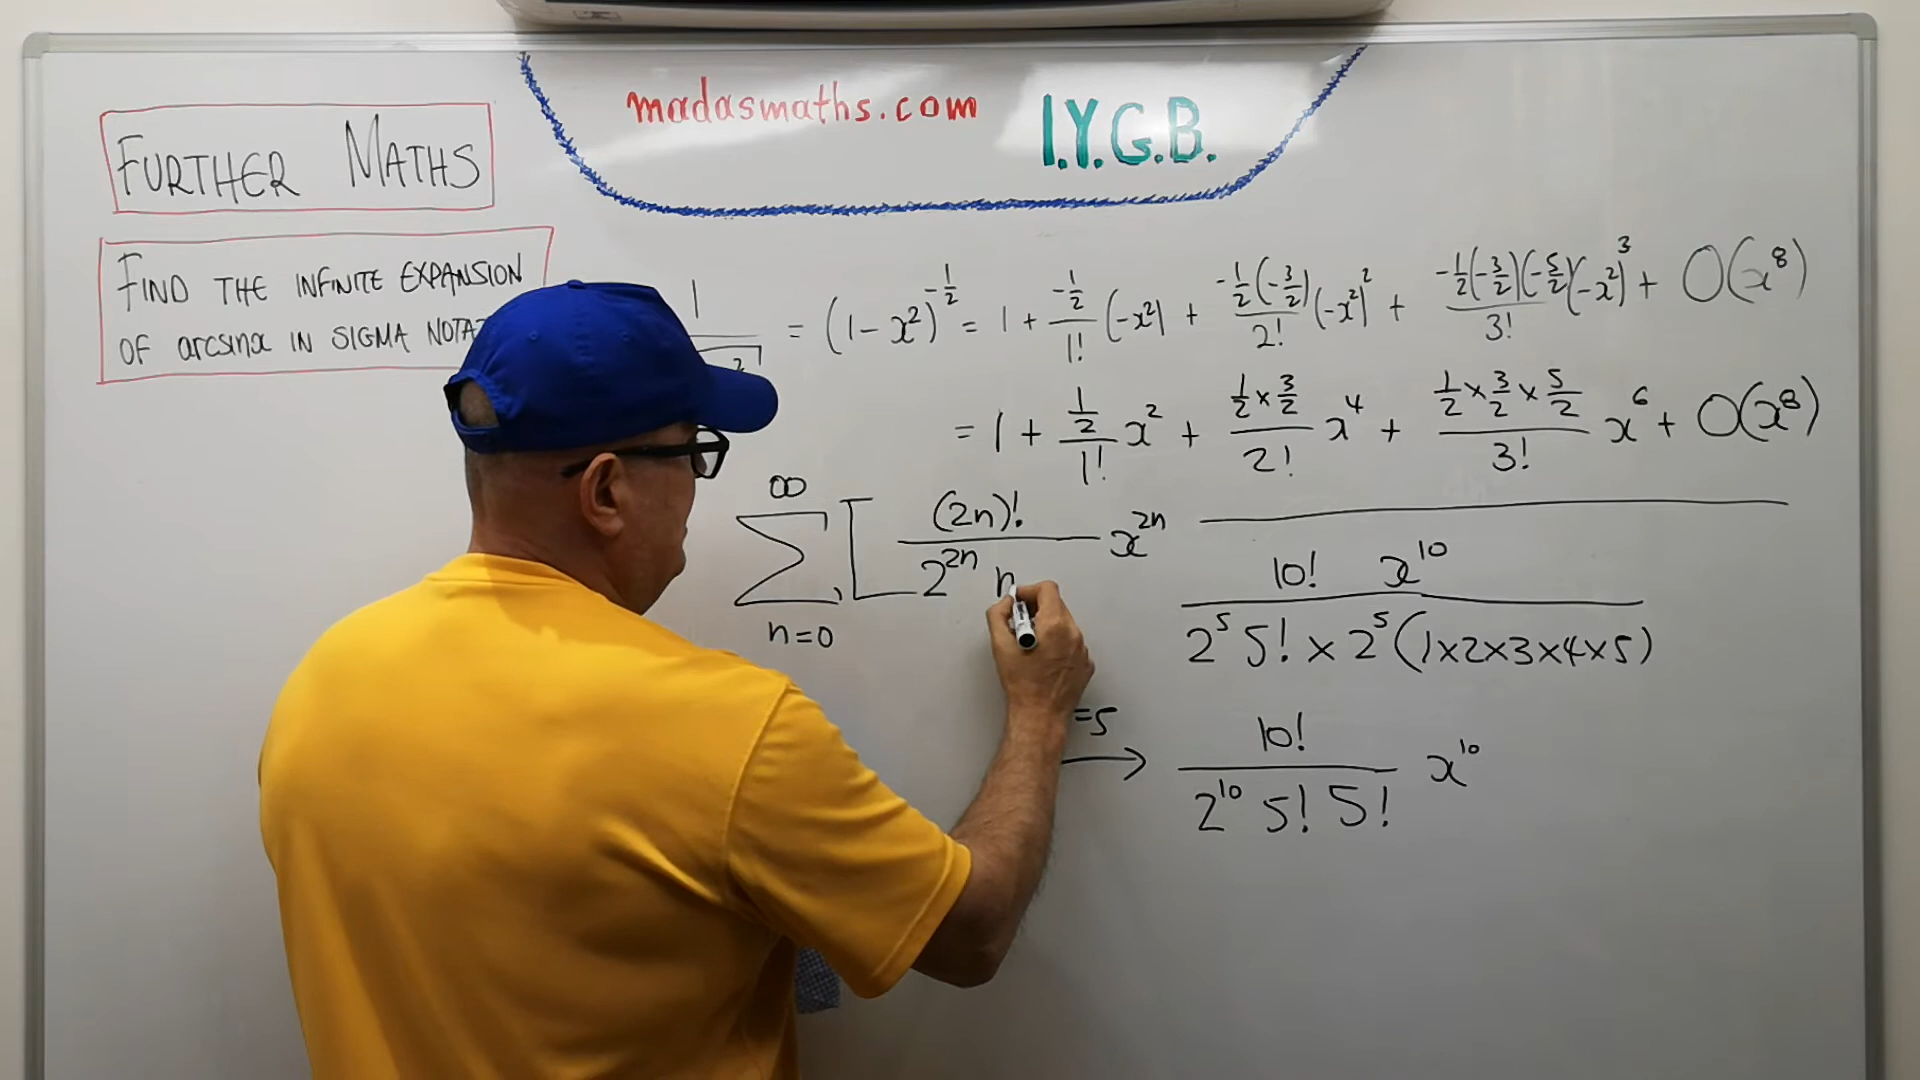 madasmaths.com
I.Y.G.B.
FURTHER MATHS
FIND THE INFINITE EXPANSION
OF arcsinx IN SIGMA
1 = (1-x²)^{-1/2} = 1 + (-1/2)/1! (-x²) + (-1/2(-3/2))/2! (-x²)² + (-1/2(-3/2)(-5/2))/3! (-x²)³ + O(x⁸)
= 1 + (1/2)/1! x² + (1/2 × 3/2)/2! x⁴ + (1/2 × 3/2 × 5/2)/3! x⁶ + O(x⁸)
∞
∑ [ (2n)! / 2^{2n} n x^{2n}
n=0
10! x¹⁰
2⁵ 5! × 2⁵ (1×2×3×4×5)
=5 → 10! / 2¹⁰ 5! 5! x¹⁰